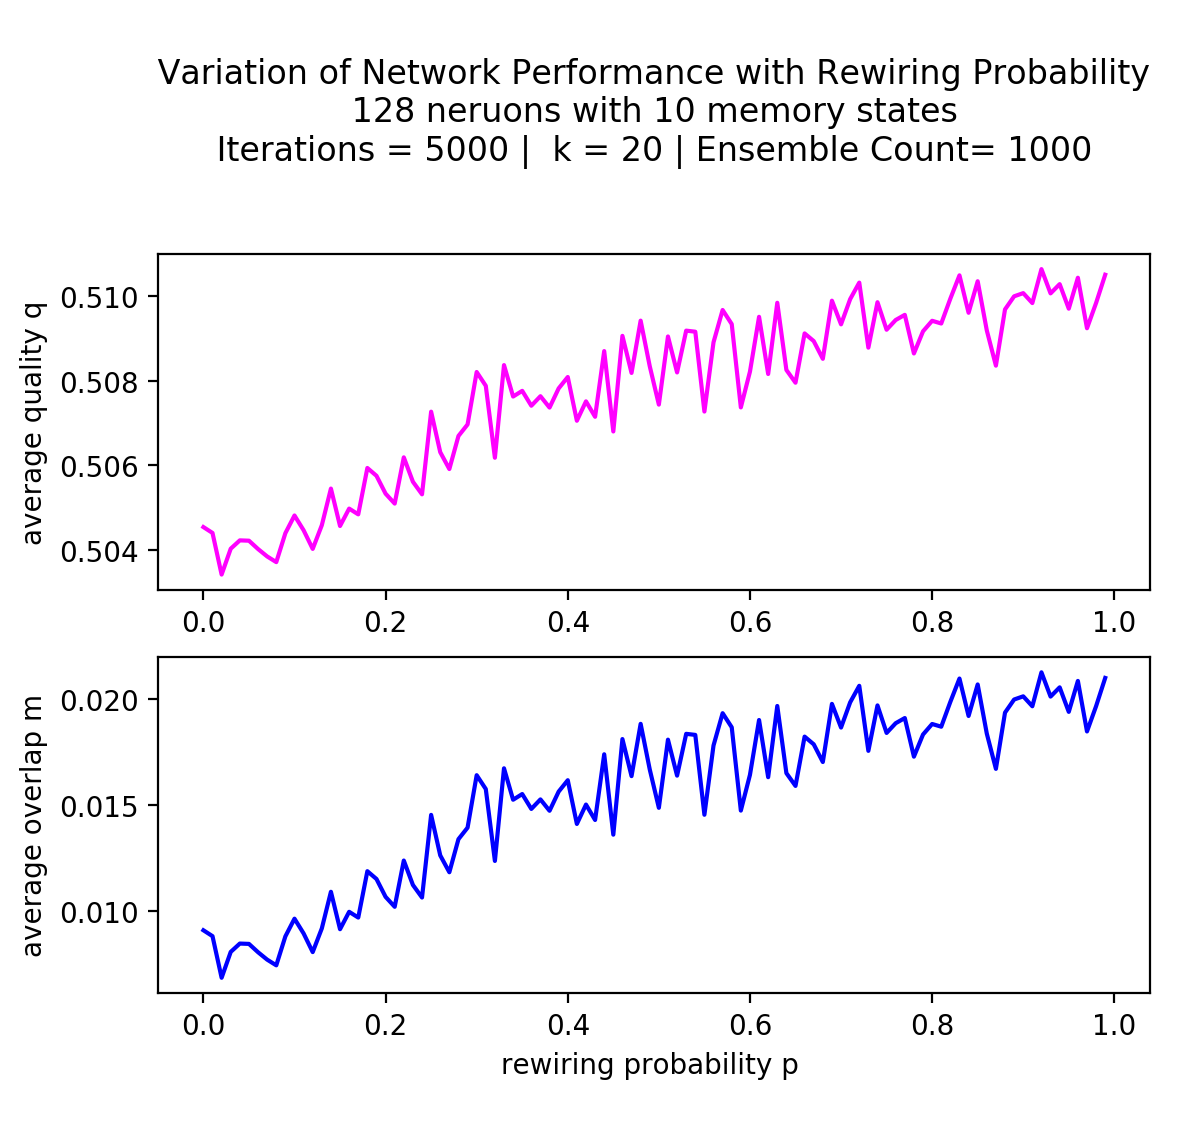 Variation of Network Performance with Rewiring Probability
128 neruons with 10 memory states
Iterations = 5000 |  k = 20 | Ensemble Count= 1000
average quality q
0.510
0.508
0.506
0.504
0.0 0.2 0.4 0.6 0.8 1.0
average overlap m
0.020
0.015
0.010
0.0 0.2 0.4 0.6 0.8 1.0
rewiring probability p